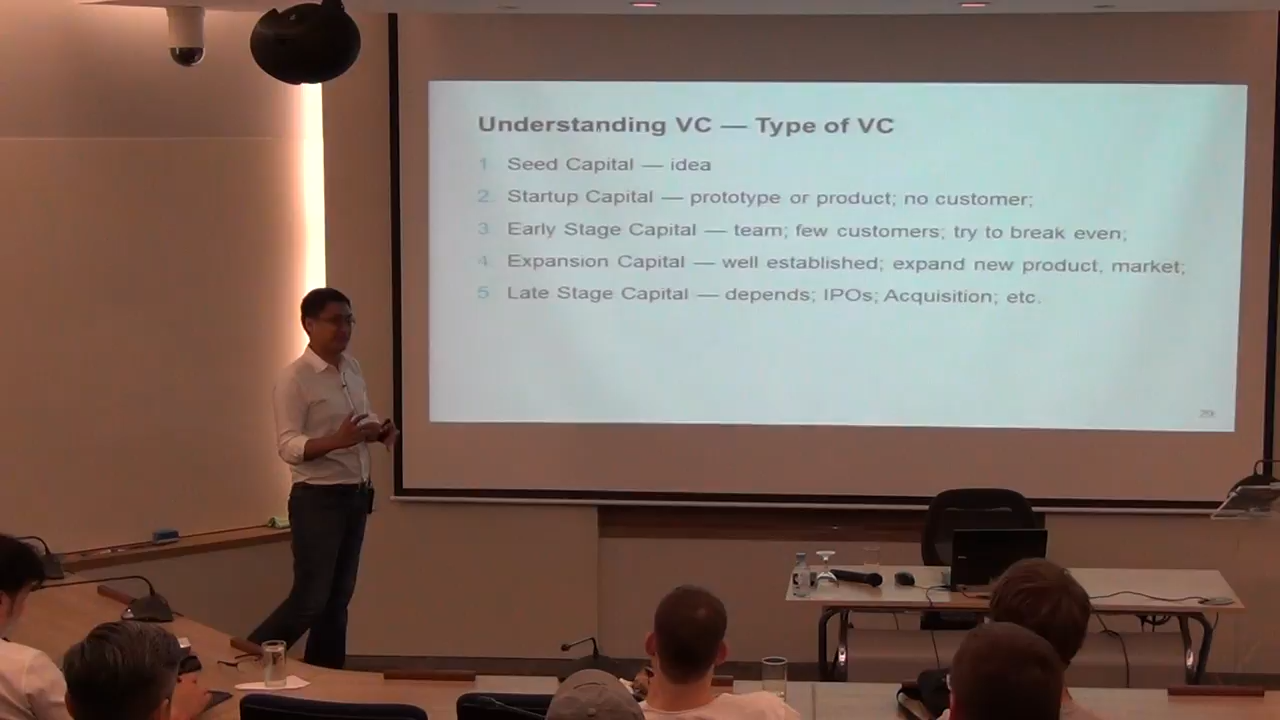 Understanding VC — Type of VC
1. Seed Capital — idea
2. Startup Capital — prototype or product; no customer;
3. Early Stage Capital — team; few customers; try to break even;
4. Expansion Capital — well established; expand new product, market;
5. Late Stage Capital — depends; IPOs; Acquisition; etc.
29